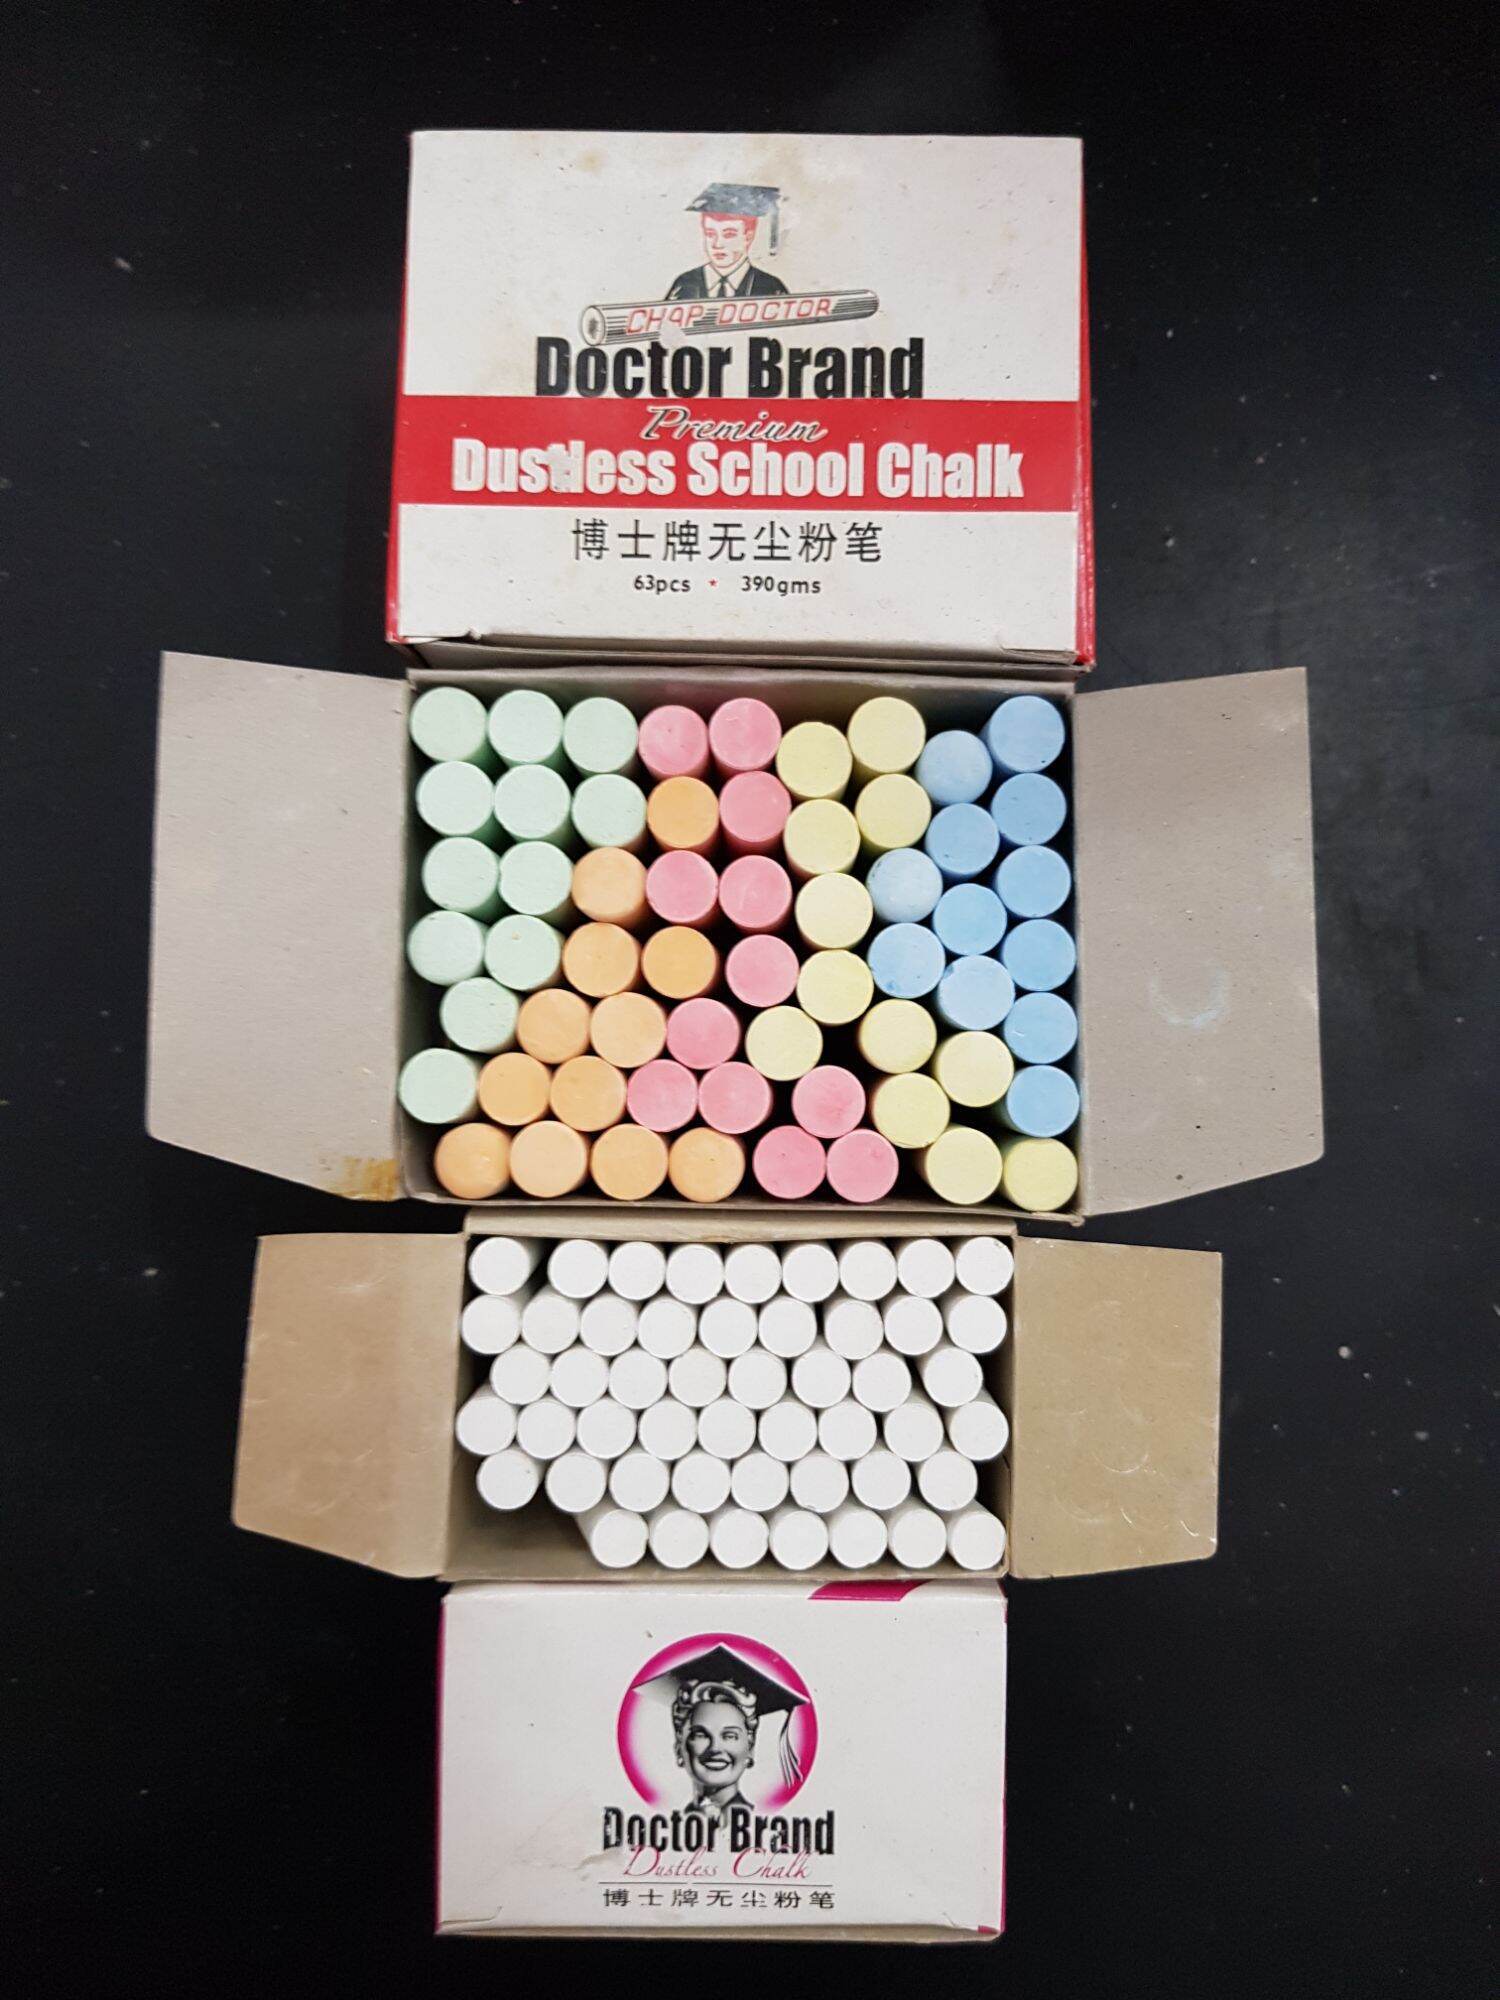 CHAP DOCTOR
Doctor Brand
Premium
Dustless School Chalk
博士牌无尘粉笔
63pcs * 390gms
Doctor Brand
Dustless Chalk
博士牌无尘粉笔